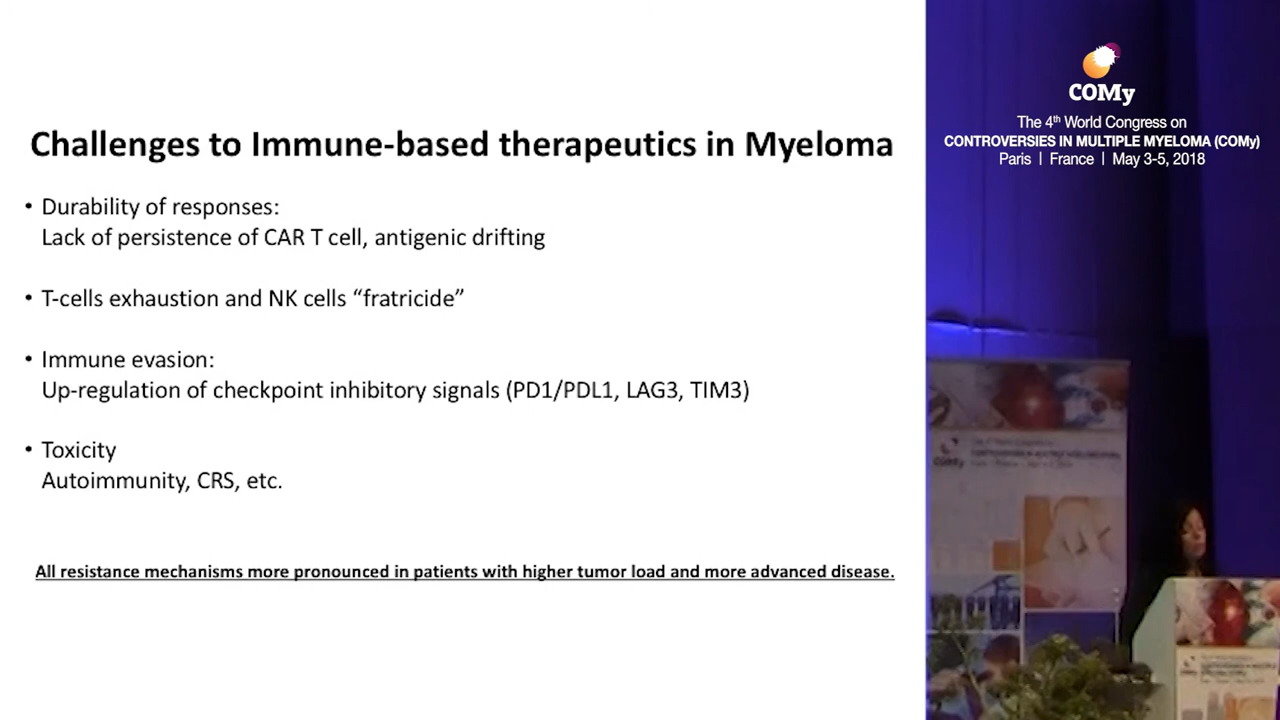 Challenges to Immune-based therapeutics in Myeloma
• Durability of responses:
Lack of persistence of CAR T cell, antigenic drifting
• T-cells exhaustion and NK cells “fratricide”
• Immune evasion:
Up-regulation of checkpoint inhibitory signals (PD1/PDL1, LAG3, TIM3)
• Toxicity
Autoimmunity, CRS, etc.
All resistance mechanisms more pronounced in patients with higher tumor load and more advanced disease.
COMy
The 4th World Congress on
CONTROVERSIES IN MULTIPLE MYELOMA (COMy)
Paris | France | May 3-5, 2018
COMy